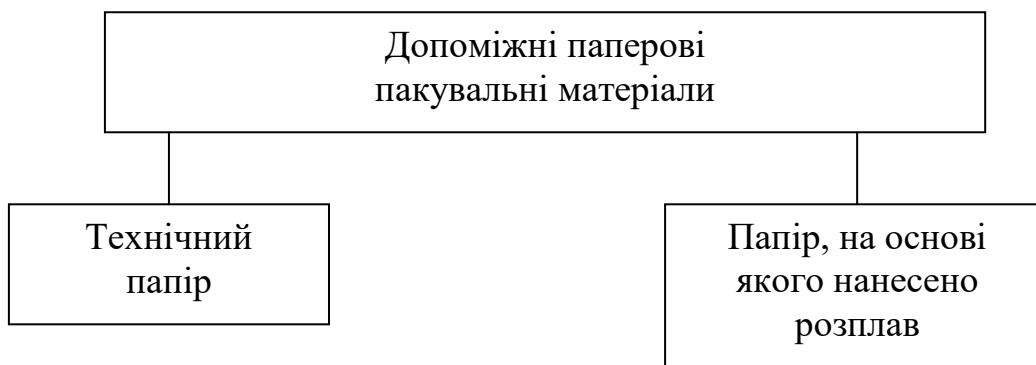 Допоміжні паперові
пакувальні матеріали
Технічний
папір
Папір, на основі
якого нанесено
розплав